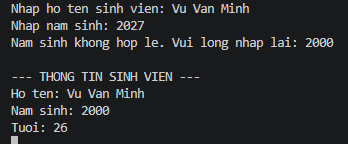 Nhap ho ten sinh vien: Vu Van Minh
Nhap nam sinh: 2027
Nam sinh khong hop le. Vui long nhap lai: 2000
--- THONG TIN SINH VIEN ---
Ho ten: Vu Van Minh
Nam sinh: 2000
Tuoi: 26